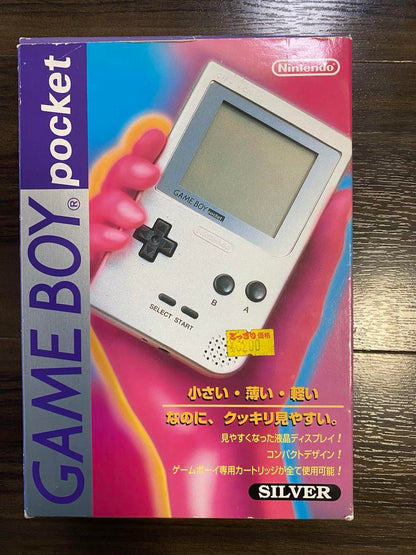 GAME BOY® pocket
Nintendo
GAME BOY pocket
Nintendo
B A
SELECT START
価格
小さい・薄い・軽い
なのに、クッキリ見やすい。
見やすくなった液晶ディスプレイ!
コンパクトデザイン!
ゲームボーイ専用カートリッジが全て使用可能!
SILVER